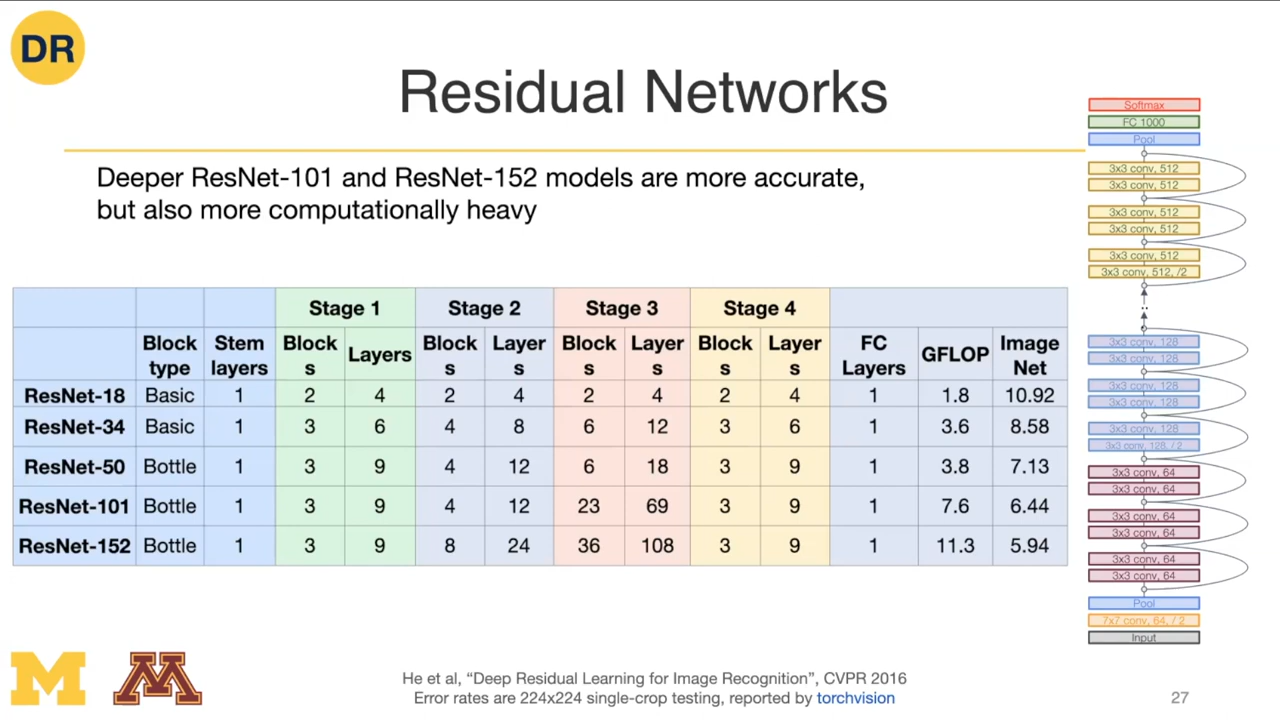 DR
Residual Networks
Deeper ResNet-101 and ResNet-152 models are more accurate,
but also more computationally heavy
Stage 1 Stage 2 Stage 3 Stage 4
Block type Stem layers Block s Layers Block s Layer s Block s Layer s Block s Layer s FC Layers GFLOP Image Net
ResNet-18 Basic 1 2 4 2 4 2 4 2 4 1 1.8 10.92
ResNet-34 Basic 1 3 6 4 8 6 12 3 6 1 3.6 8.58
ResNet-50 Bottle 1 3 9 4 12 6 18 3 9 1 3.8 7.13
ResNet-101 Bottle 1 3 9 4 12 23 69 3 9 1 7.6 6.44
ResNet-152 Bottle 1 3 9 8 24 36 108 3 9 1 11.3 5.94
Softmax
FC 1000
Pool
3x3 conv, 512
3x3 conv, 512
3x3 conv, 512
3x3 conv, 512
3x3 conv, 512
3x3 conv, 512, /2
..
3x3 conv, 128
3x3 conv, 128
3x3 conv, 128
3x3 conv, 128
3x3 conv, 128
3x3 conv, 128, / 2
3x3 conv, 64
3x3 conv, 64
3x3 conv, 64
3x3 conv, 64
3x3 conv, 64
3x3 conv, 64
Pool
7x7 conv, 64, / 2
Input
M
M
He et al, “Deep Residual Learning for Image Recognition”, CVPR 2016
Error rates are 224x224 single-crop testing, reported by torchvision
27